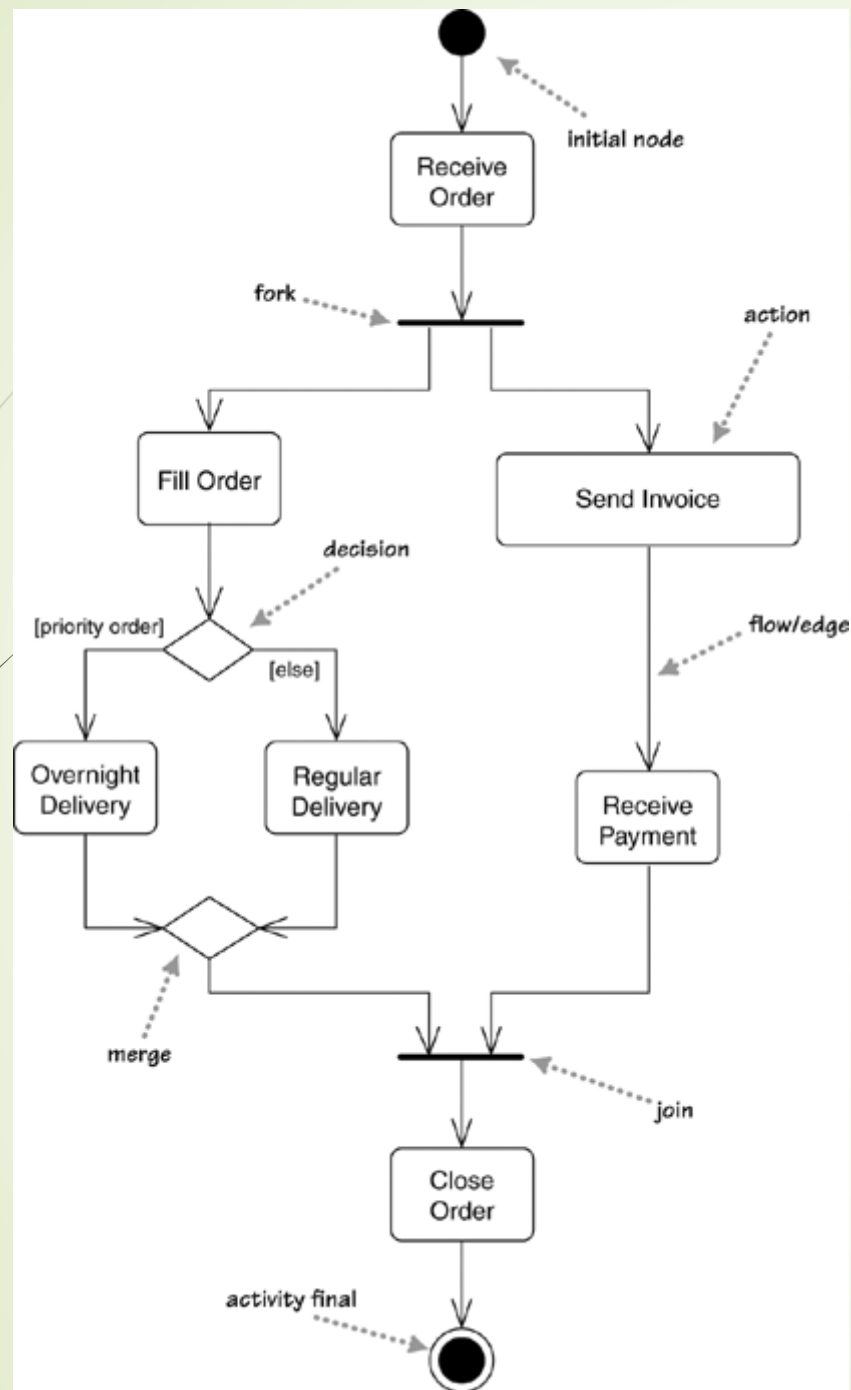 initial node
Receive
Order
fork
action
Fill Order
Send Invoice
decision
[priority order]
[else]
flow/edge
Overnight
Delivery
Regular
Delivery
Receive
Payment
merge
join
Close
Order
activity final